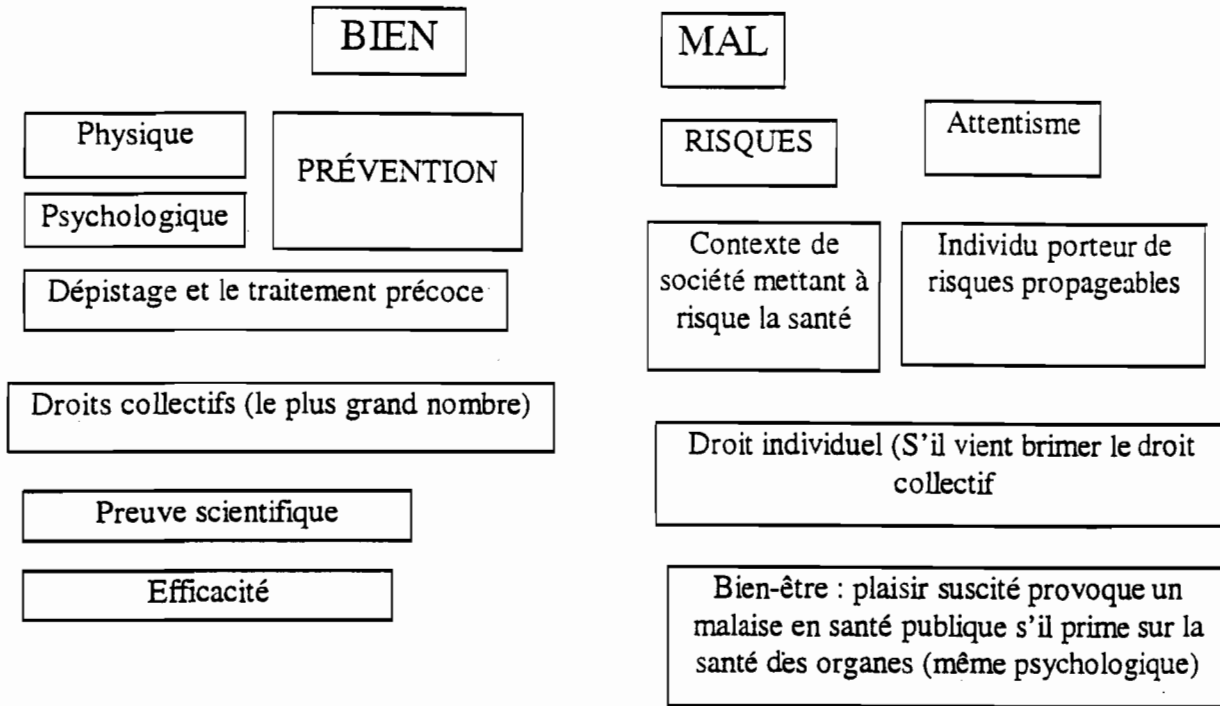 BIEN
Physique
PRÉVENTION
Psychologique
Dépistage et le traitement précoce
Droits collectifs (le plus grand nombre)
Preuve scientifique
Efficacité
MAL
RISQUES
Attentisme
Contexte de
société mettant à
risque la santé
Individu porteur de
risques propageables
Droit individuel (S'il vient brimer le droit
collectif
Bien-être : plaisir suscité provoque un
malaise en santé publique s'il prime sur la
santé des organes (même psychologique)